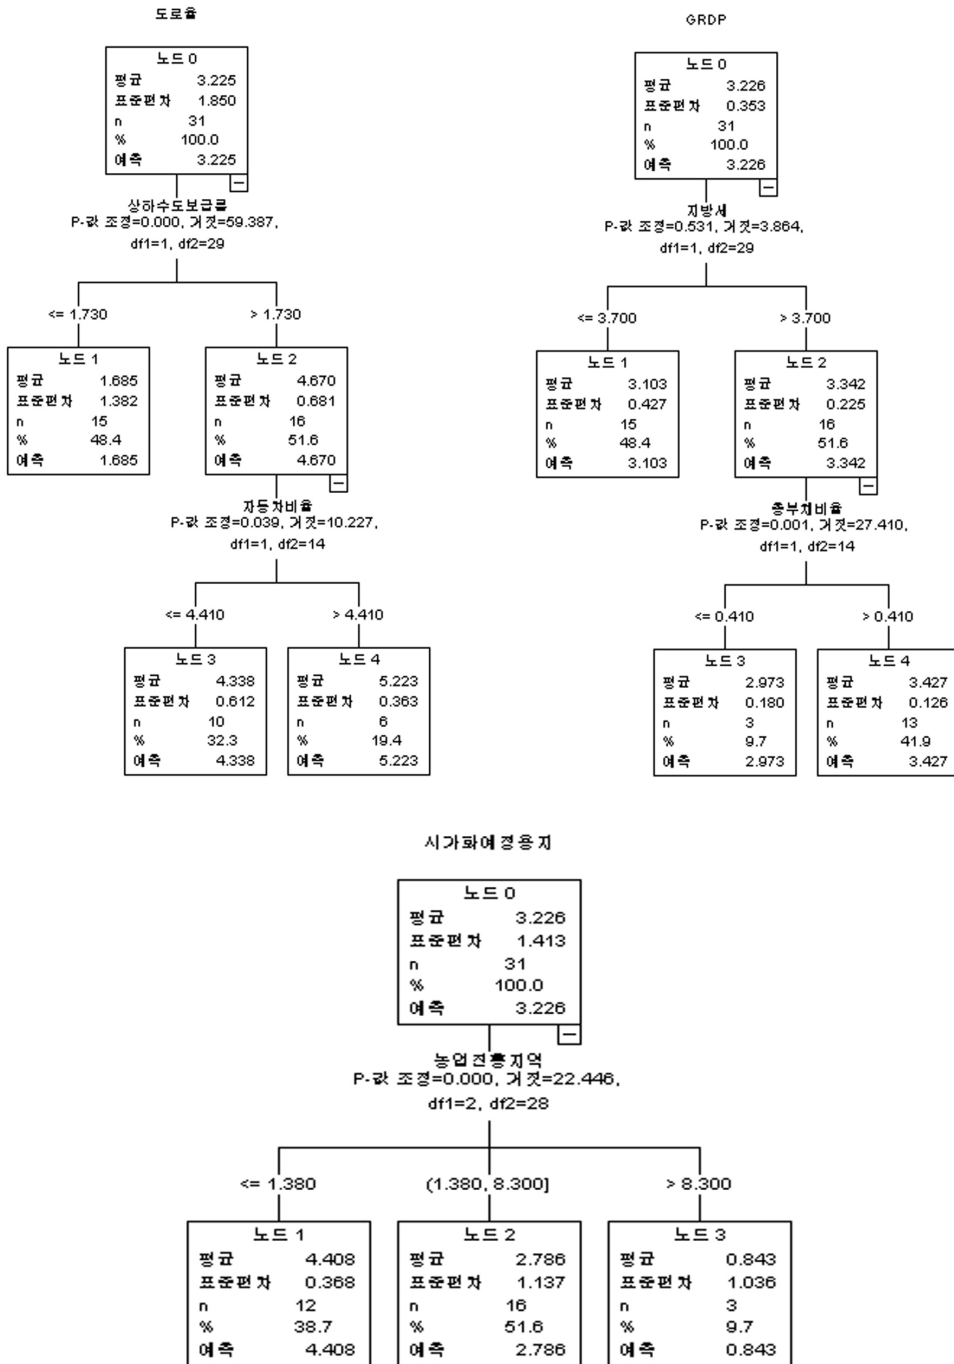 도로율
노드 0
평균 3.225
표준편차 1.850
n 31
% 100.0
예측 3.225
상하수도보급률
P-값 조정=0.000, 거짓=59.387,
df1=1, df2=29
<= 1.730
> 1.730
노드 1
평균 1.685
표준편차 1.382
n 15
% 48.4
예측 1.685
노드 2
평균 4.670
표준편차 0.681
n 16
% 51.6
예측 4.670
자동차비율
P-값 조정=0.039, 거짓=10.227,
df1=1, df2=14
<= 4.410
> 4.410
노드 3
평균 4.338
표준편차 0.612
n 10
% 32.3
예측 4.338
노드 4
평균 5.223
표준편차 0.363
n 6
% 19.4
예측 5.223
GRDP
노드 0
평균 3.226
표준편차 0.353
n 31
% 100.0
예측 3.226
지방세
P-값 조정=0.531, 거짓=3.864,
df1=1, df2=29
<= 3.700
> 3.700
노드 1
평균 3.103
표준편차 0.427
n 15
% 48.4
예측 3.103
노드 2
평균 3.342
표준편차 0.225
n 16
% 51.6
예측 3.342
총부채비율
P-값 조정=0.001, 거짓=27.410,
df1=1, df2=14
<= 0.410
> 0.410
노드 3
평균 2.973
표준편차 0.180
n 3
% 9.7
예측 2.973
노드 4
평균 3.427
표준편차 0.126
n 13
% 41.9
예측 3.427
시가화예정용지
노드 0
평균 3.226
표준편차 1.413
n 31
% 100.0
예측 3.226
농업진흥지역
P-값 조정=0.000, 거짓=22.446,
df1=2, df2=28
<= 1.380
(1.380, 8.300]
> 8.300
노드 1
평균 4.408
표준편차 0.368
n 12
% 38.7
예측 4.408
노드 2
평균 2.786
표준편차 1.137
n 16
% 51.6
예측 2.786
노드 3
평균 0.843
표준편차 1.036
n 3
% 9.7
예측 0.843